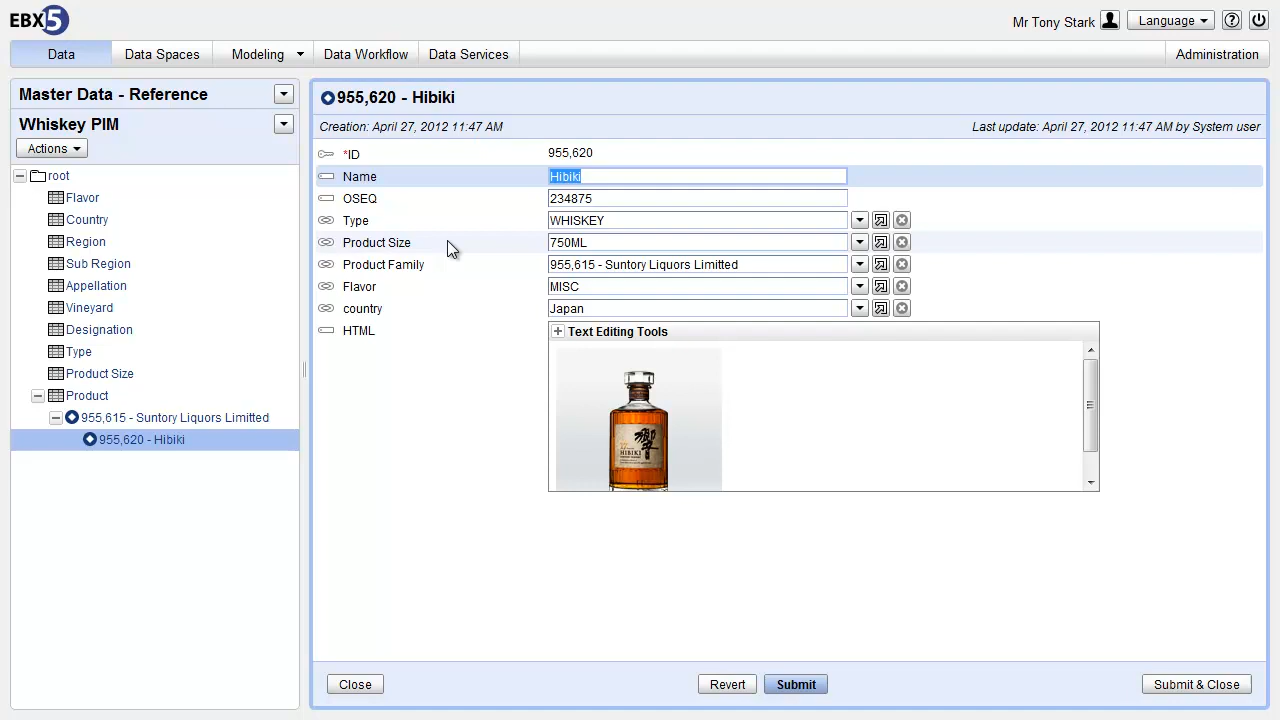 EBX5
Mr Tony Stark
Language
?
Data
Data Spaces
Modeling
Data Workflow
Data Services
Administration
Master Data - Reference
Whiskey PIM
Actions
root
Flavor
Country
Region
Sub Region
Appellation
Vineyard
Designation
Type
Product Size
Product
955,615 - Suntory Liquors Limitted
955,620 - Hibiki
955,620 - Hibiki
Creation: April 27, 2012 11:47 AM
Last update: April 27, 2012 11:47 AM by System user
*ID 955,620
Name Hibiki
OSEQ 234875
Type WHISKEY
Product Size 750ML
Product Family 955,615 - Suntory Liquors Limitted
Flavor MISC
country Japan
HTML
Text Editing Tools
響
HIBIKI
Close
Revert
Submit
Submit & Close